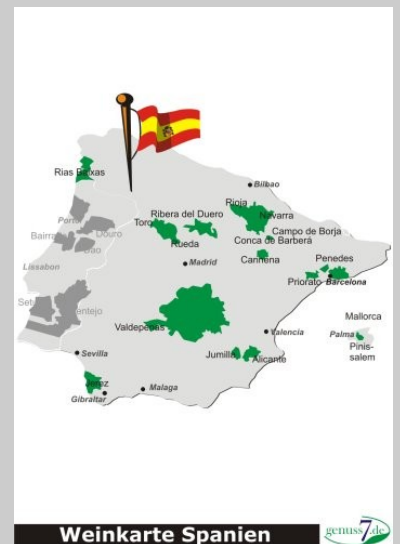 Rias Baixas
Bilbao
Rioja
Navarra
Ribera del Duero
Toro
Campo de Borja
Rueda
Conca de Barberá
Carinena
Madrid
Penedes
Priorato
Barcelona
Porto
Douro
Bairra
Dao
Lissabon
Mallorca
Palma
Pinis-
salem
Valdepeñas
Valencia
Jumilla
Alicante
Sevilla
Jerez
Malaga
Gibraltar
Weinkarte Spanien
genuss7.de